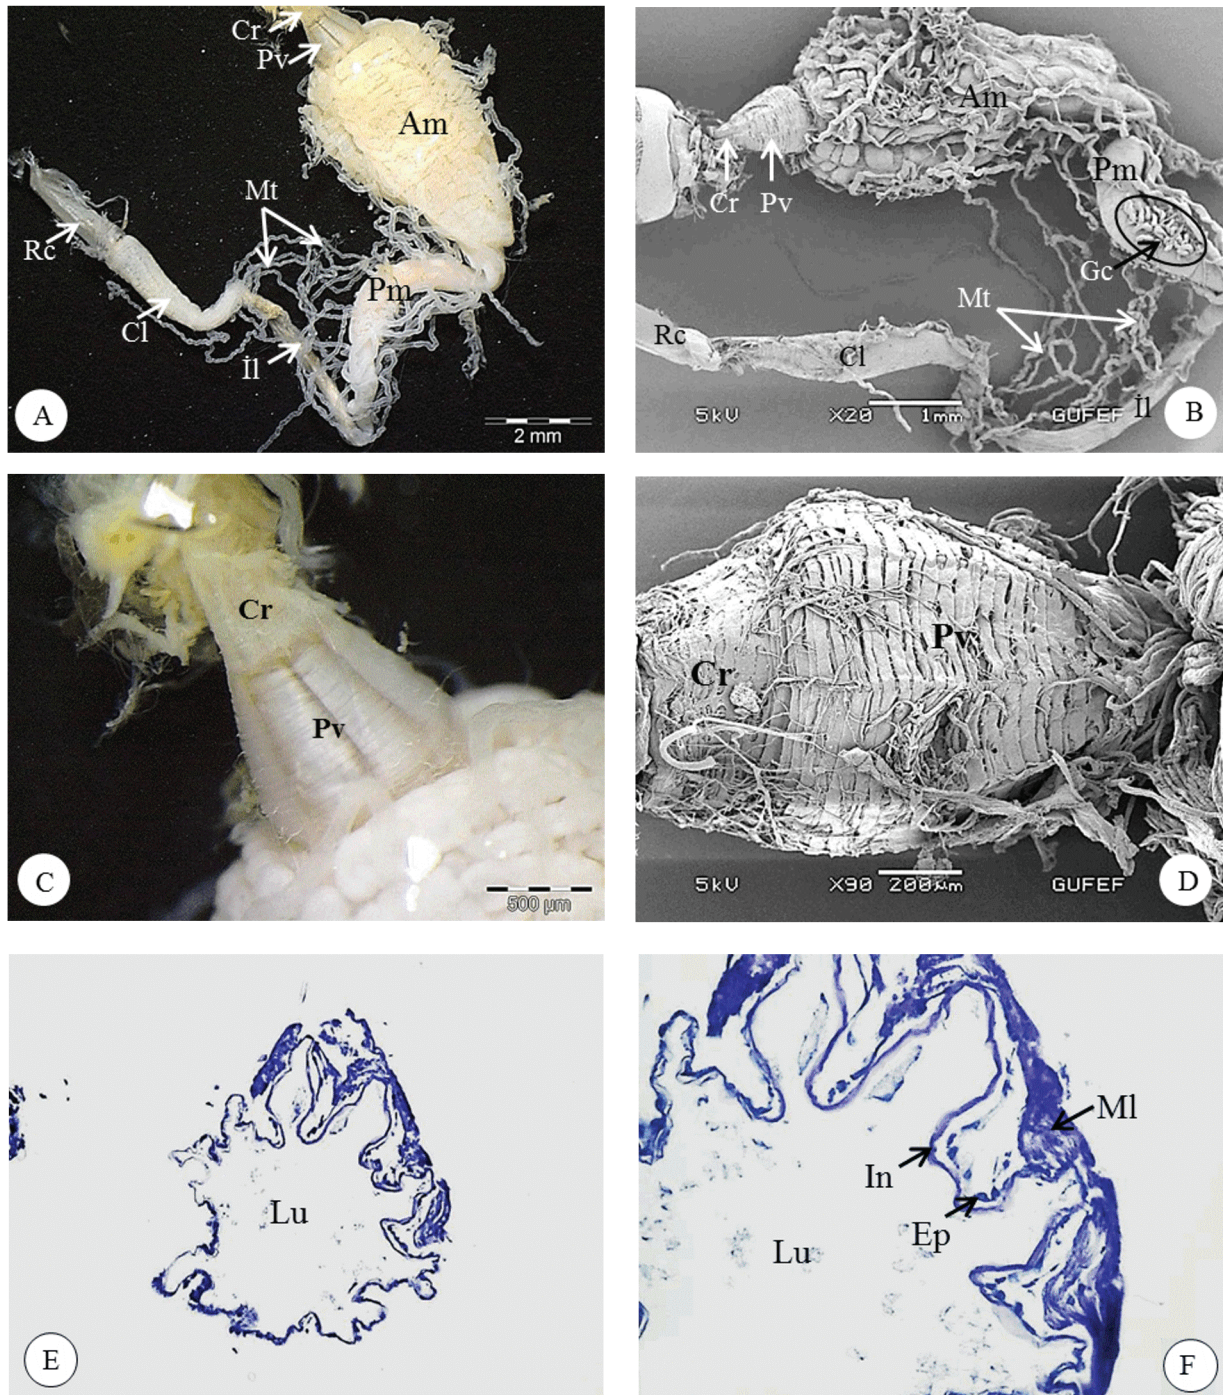 Cr
Pv
Am
Mt
Rc
Pm
Cl
İl
A
2 mm
Am
Pm
Cr
Pv
Gc
Mt
Rc
Cl
5kV X20 1mm GUFEF
İl
B
Cr
Pv
C
500 µm
Pv
Cr
5kV X90 200µm GUFEF
D
Lu
E
Ml
In
Ep
Lu
F